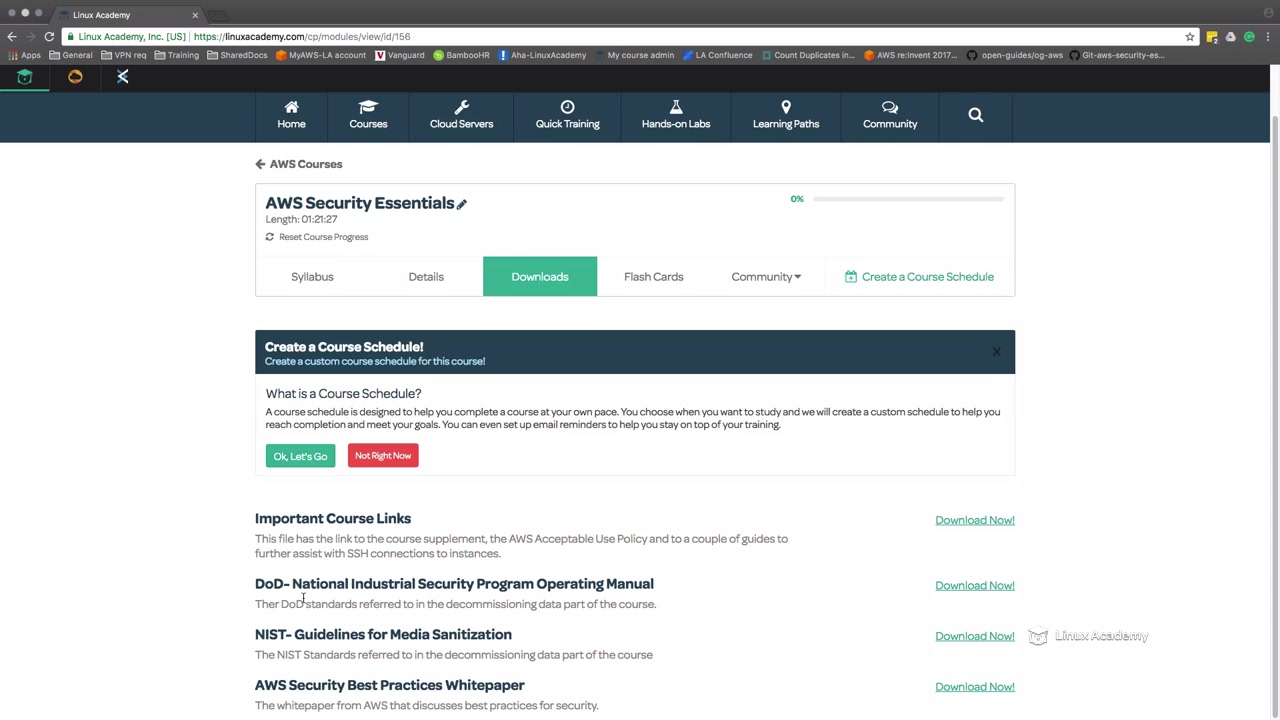 Linux Academy
Linux Academy, Inc. [US] | https://linuxacademy.com/cp/modules/view/id/156
Apps General VPN req Training SharedDocs MyAWS-LA account Vanguard BambooHR Aha-LinuxAcademy My course admin LA Confluence Count Duplicates in... AWS re:Invent 2017... open-guides/og-aws Git-aws-security-es...
Home Courses Cloud Servers Quick Training Hands-on Labs Learning Paths Community
AWS Courses
AWS Security Essentials
0%
Length: 01:21:27
Reset Course Progress
Syllabus Details Downloads Flash Cards Community Create a Course Schedule
Create a Course Schedule!
Create a custom course schedule for this course!
What is a Course Schedule?
A course schedule is designed to help you complete a course at your own pace. You choose when you want to study and we will create a custom schedule to help you
reach completion and meet your goals. You can even set up email reminders to help you stay on top of your training.
Ok, Let's Go Not Right Now
Important Course Links Download Now!
This file has the link to the course supplement, the AWS Acceptable Use Policy and to a couple of guides to
further assist with SSH connections to instances.
DoD- National Industrial Security Program Operating Manual Download Now!
Ther DoD standards referred to in the decommissioning data part of the course.
NIST- Guidelines for Media Sanitization Download Now! Linux Academy
The NIST Standards referred to in the decommissioning data part of the course
AWS Security Best Practices Whitepaper Download Now!
The whitepaper from AWS that discusses best practices for security.